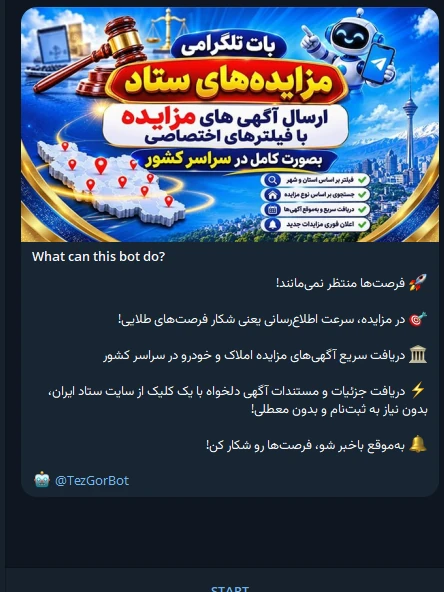 بات تلگرامی
مزایده‌های ستاد
ارسال آگهی های مزایده
با فیلترهای اختصاصی
بصورت کامل در سراسر کشور
فیلتر بر اساس استان و شهر
جستجوی بر اساس نوع مزایده
دریافت سریع و به‌موقع آگهی‌ها
اعلان فوری مزایدات جدید
What can this bot do?
🚀 فرصت‌ها منتظر نمی‌مانند!
🎯 در مزایده، سرعت اطلاع‌رسانی یعنی شکار فرصت‌های طلایی!
🏛 دریافت سریع آگهی‌های مزایده املاک و خودرو در سراسر کشور
⚡ دریافت جزئیات و مستندات آگهی دلخواه با یک کلیک از سایت ستاد ایران،
بدون نیاز به ثبت‌نام و بدون معطلی!
🔔 به‌موقع باخبر شو، فرصت‌ها رو شکار کن!
🤖 @TezGorBot
START